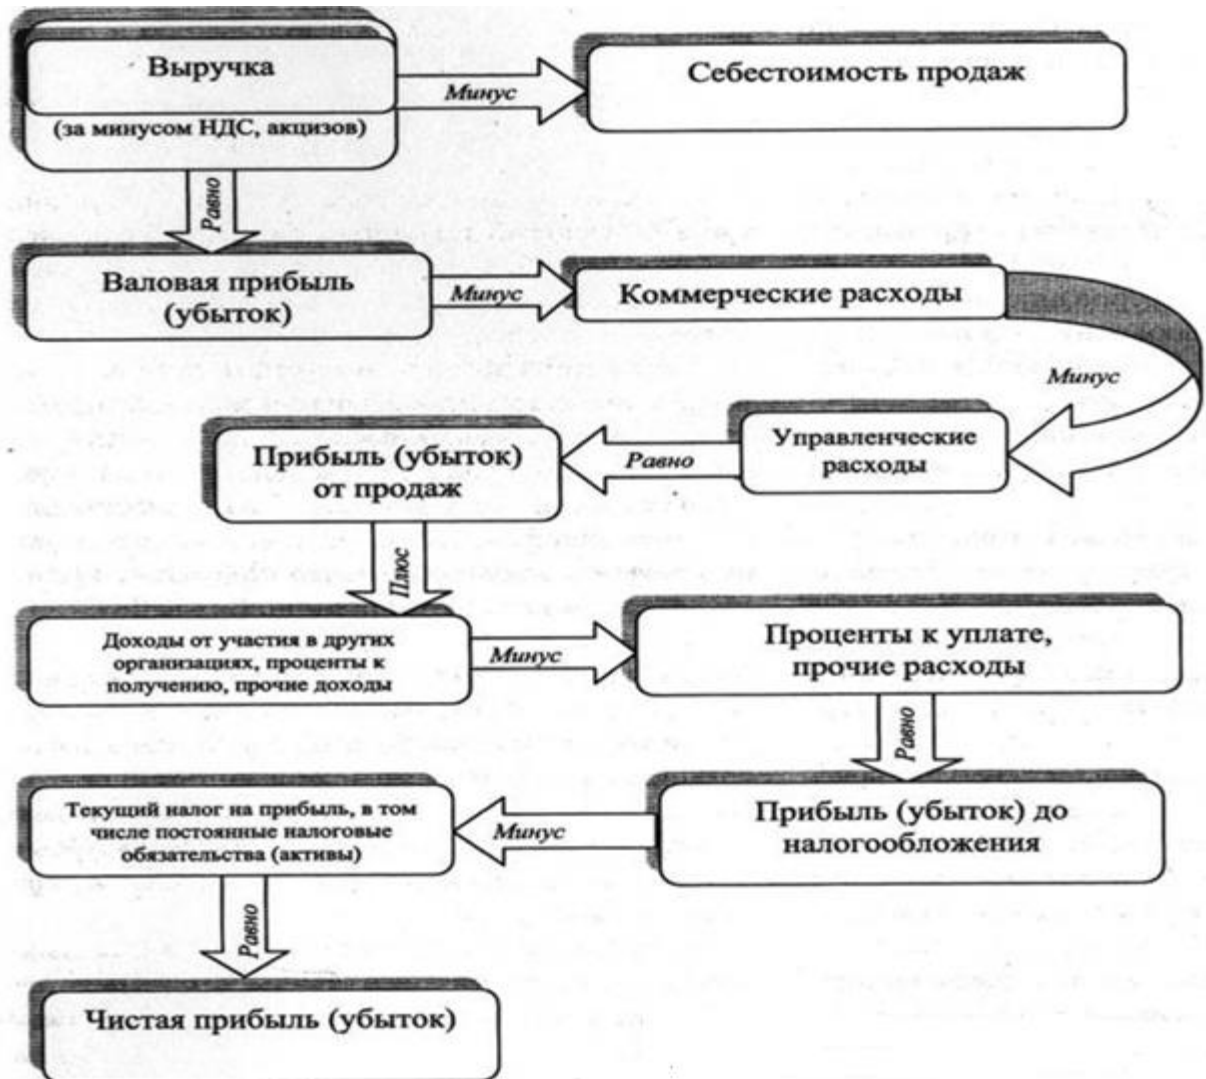 Выручка
(за минусом НДС, акцизов)
Минус
Себестоимость продаж
Равно
Валовая прибыль
(убыток)
Минус
Коммерческие расходы
Минус
Управленческие
расходы
Равно
Прибыль (убыток)
от продаж
Плюс
Доходы от участия в других
организациях, проценты к
получению, прочие доходы
Минус
Проценты к уплате,
прочие расходы
Равно
Прибыль (убыток) до
налогообложения
Минус
Текущий налог на прибыль, в том
числе постоянные налоговые
обязательства (активы)
Равно
Чистая прибыль (убыток)